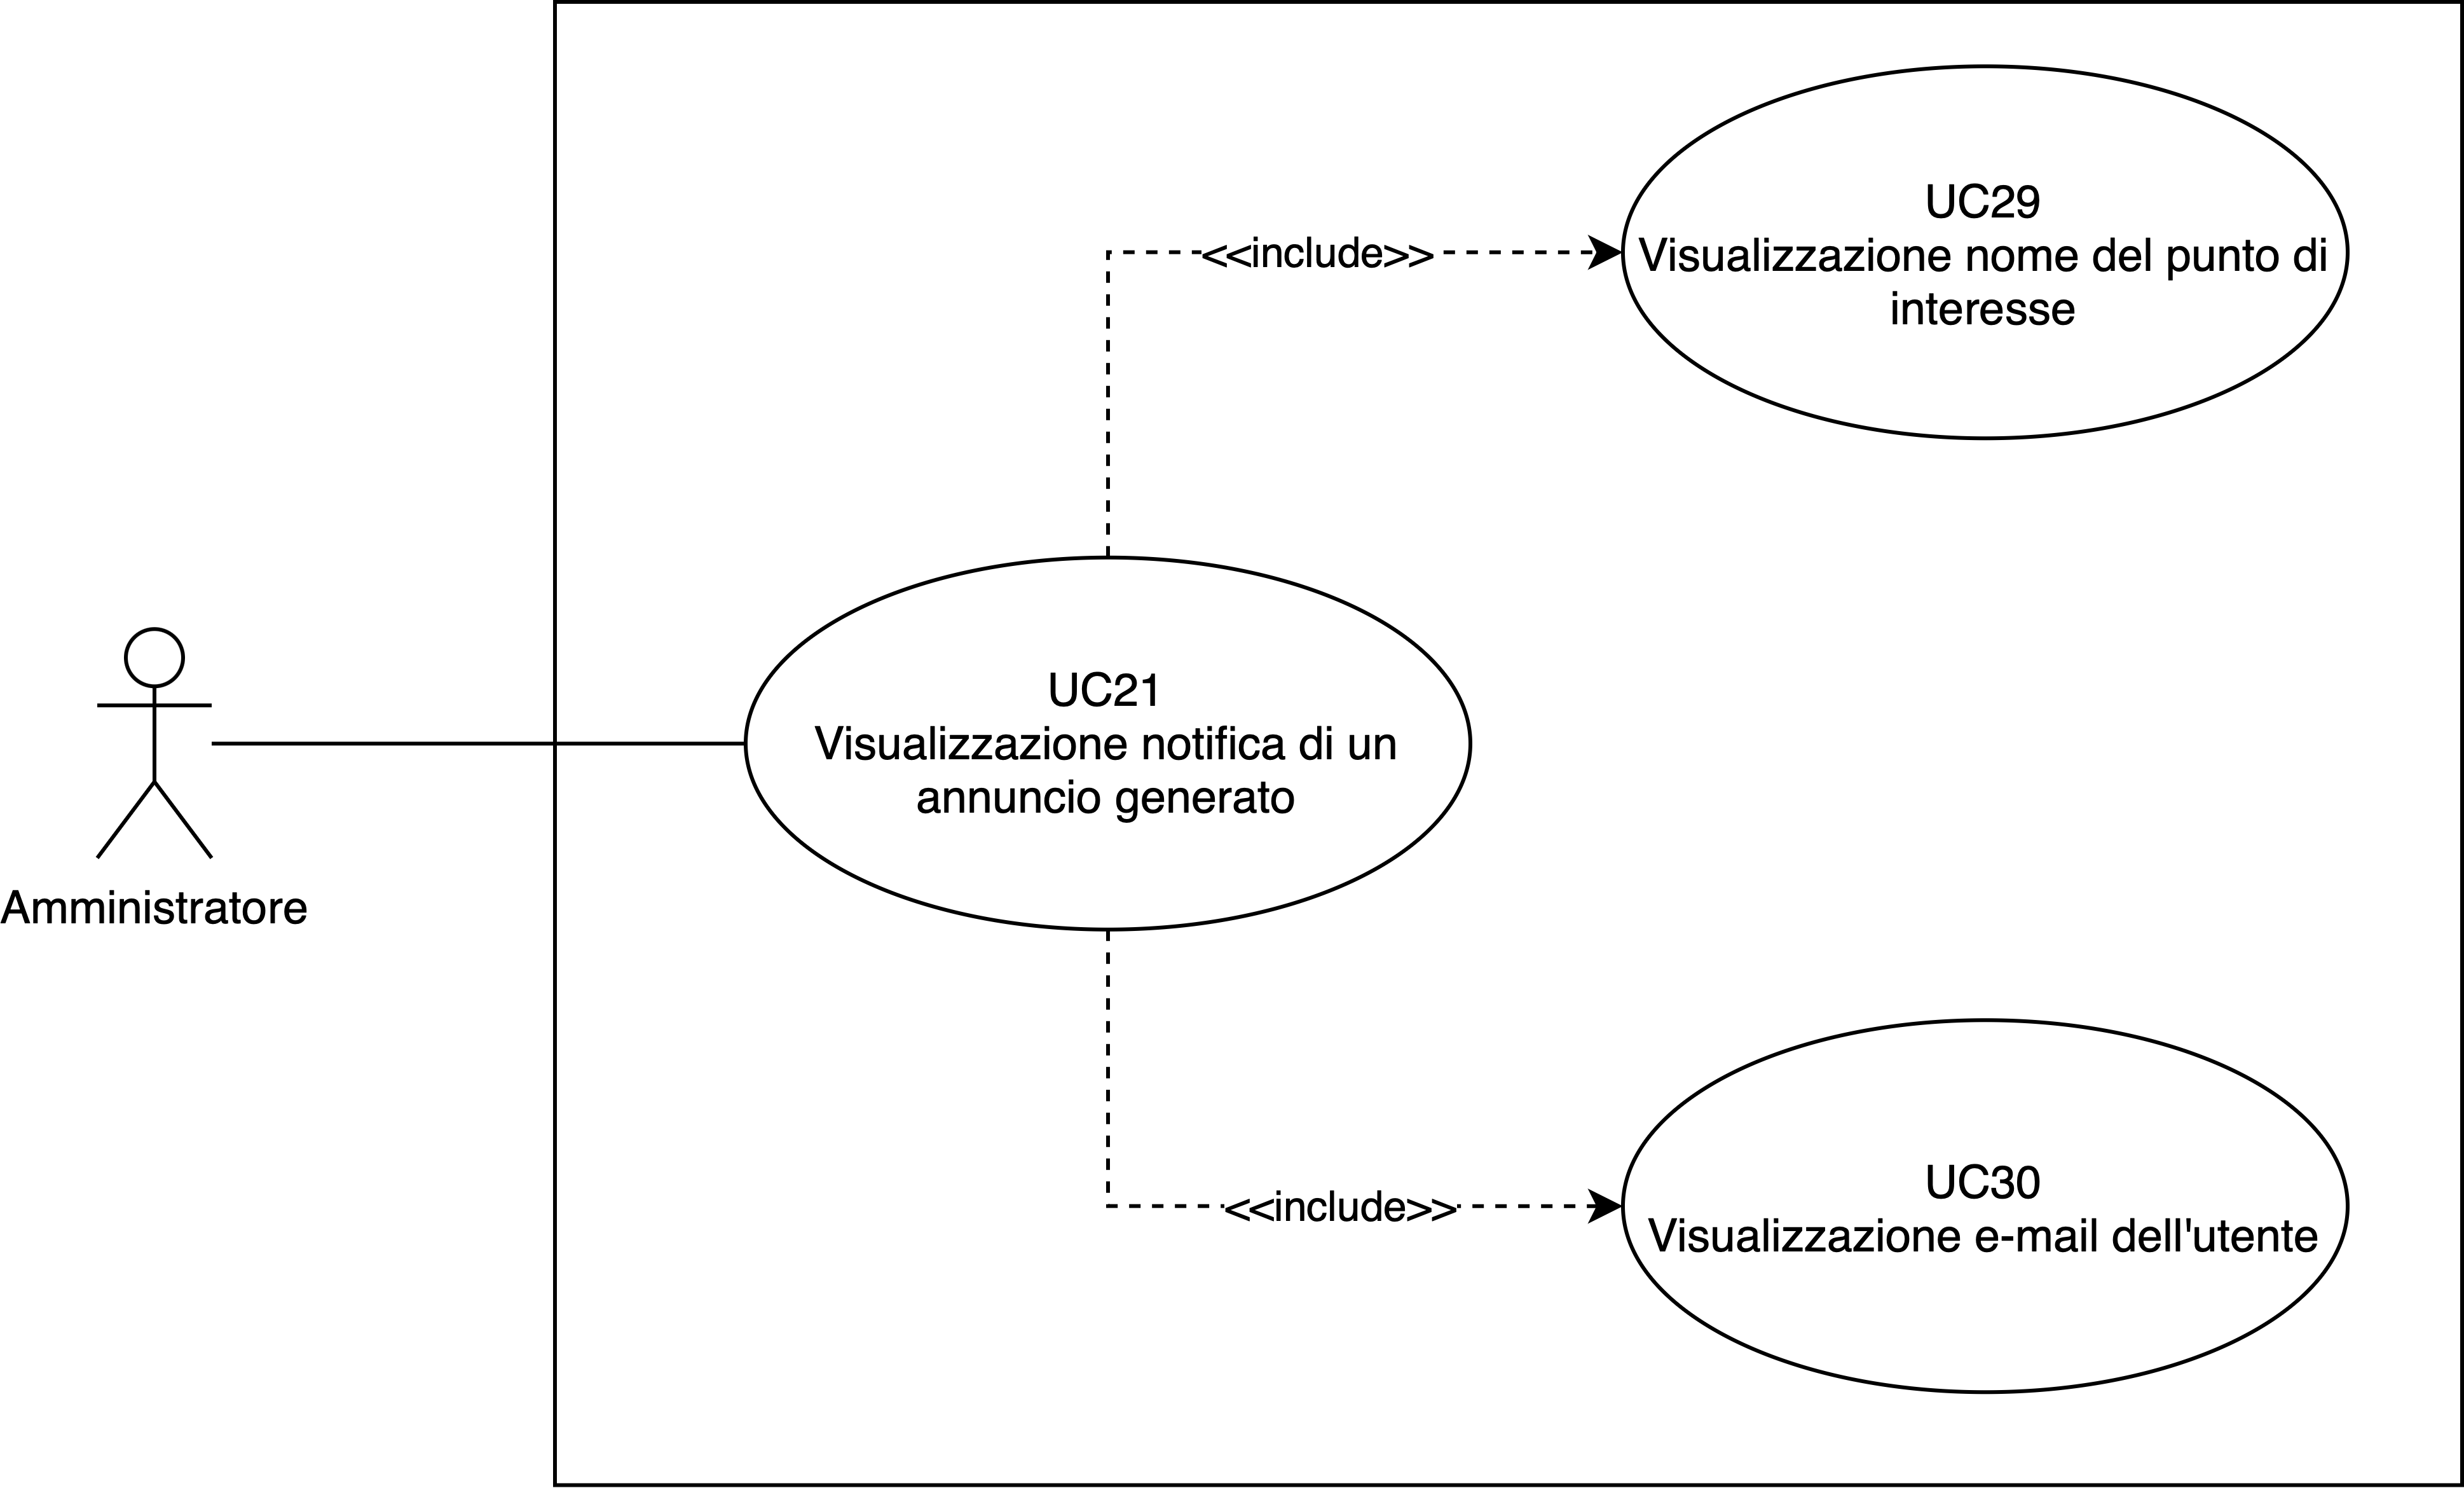 UC29
Visualizzazione nome del punto di
interesse
<<include>>
UC21
Visualizzazione notifica di un
annuncio generato
Amministratore
<<include>>
UC30
Visualizzazione e-mail dell'utente